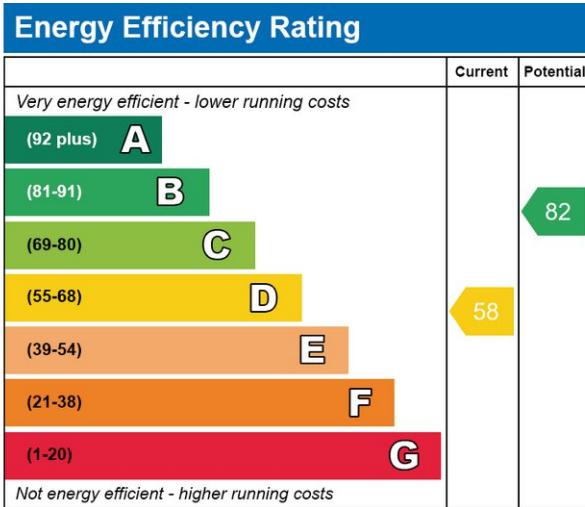 Energy Efficiency Rating
Current Potential
Very energy efficient - lower running costs
(92 plus) A
(81-91) B
82
(69-80) C
(55-68) D
58
(39-54) E
(21-38) F
(1-20) G
Not energy efficient - higher running costs